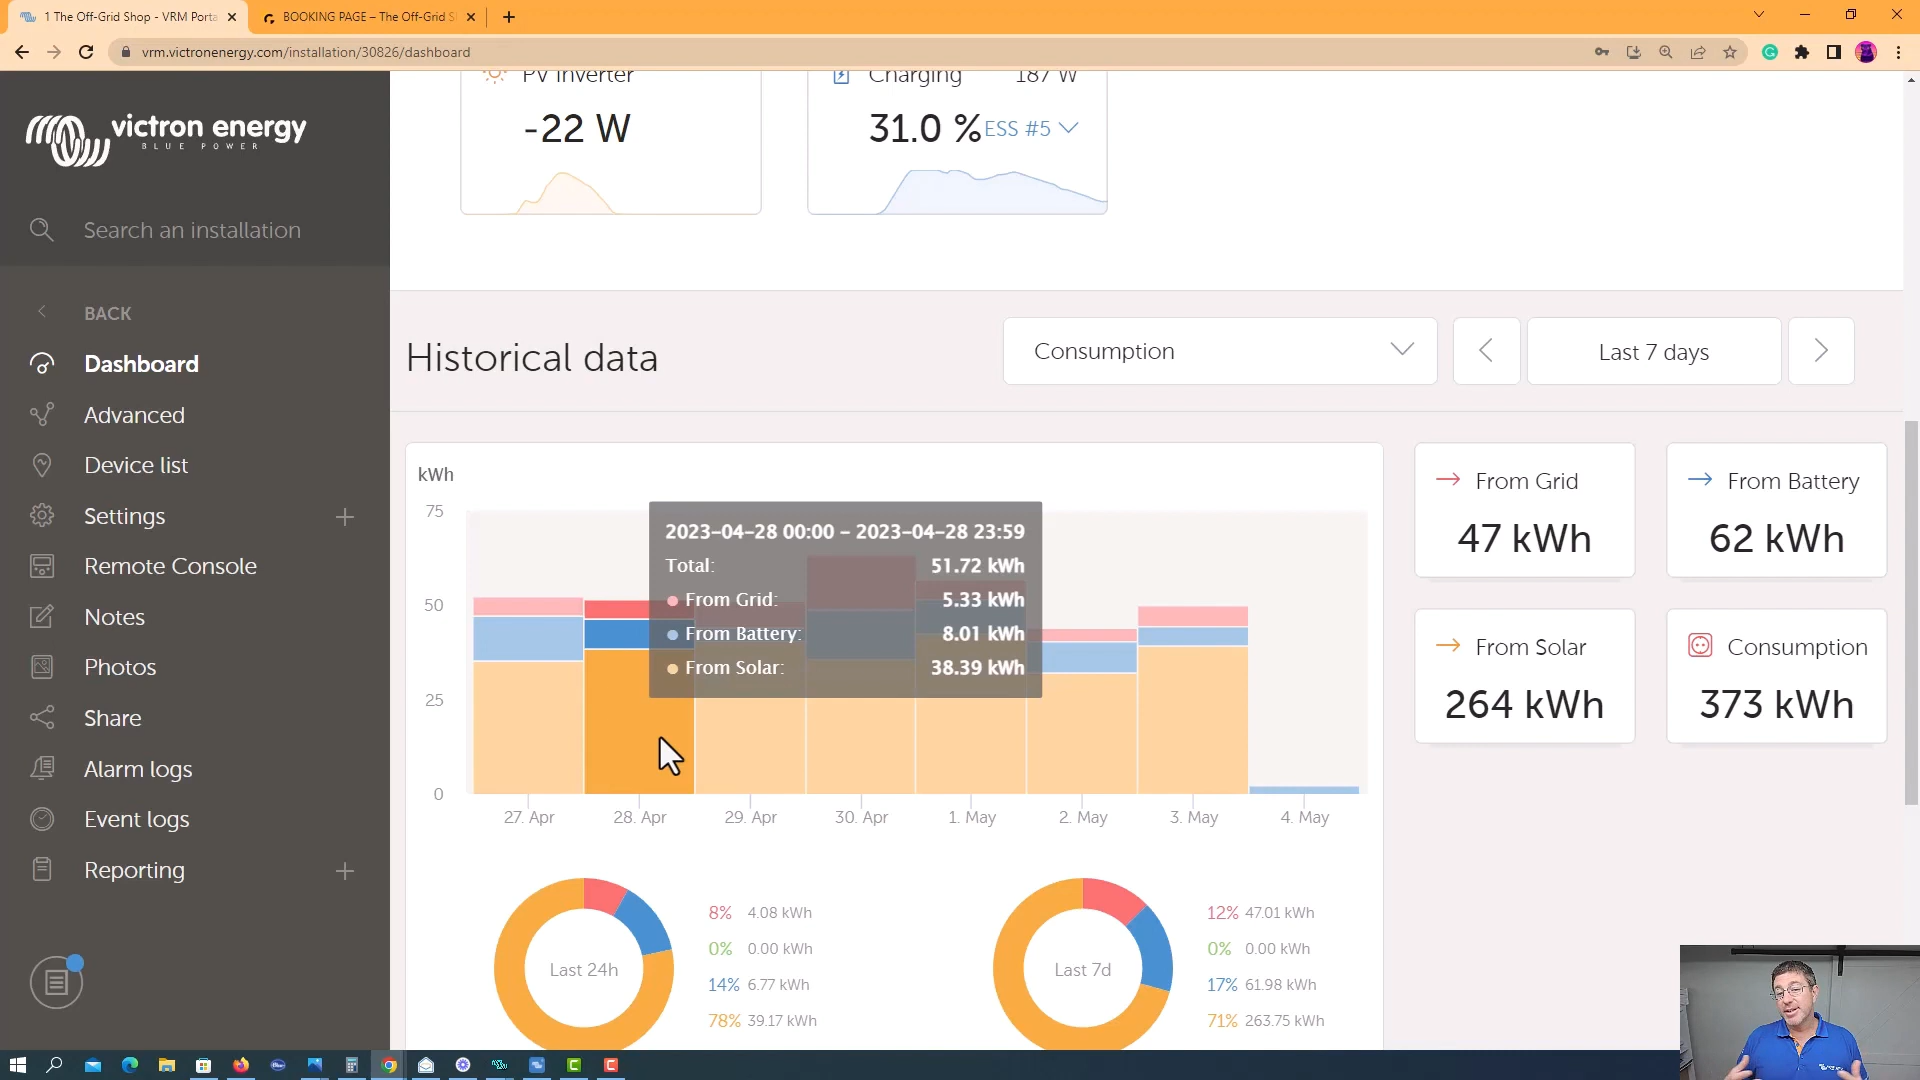 1 The Off-Grid Shop - VRM Porta
BOOKING PAGE – The Off-Grid S
vrm.victronenergy.com/installation/30826/dashboard
victron energy
BLUE POWER
Search an installation
BACK
Dashboard
Advanced
Device list
Settings
Remote Console
Notes
Photos
Share
Alarm logs
Event logs
Reporting
PV Inverter
-22 W
Charging 187 W
31.0 % ESS #5
Historical data
Consumption
Last 7 days
kWh
75
50
25
0
2023-04-28 00:00 - 2023-04-28 23:59
Total: 51.72 kWh
From Grid: 5.33 kWh
From Battery: 8.01 kWh
From Solar: 38.39 kWh
27. Apr 28. Apr 29. Apr 30. Apr 1. May 2. May 3. May 4. May
From Grid
47 kWh
From Battery
62 kWh
From Solar
264 kWh
Consumption
373 kWh
Last 24h
8% 4.08 kWh
0% 0.00 kWh
14% 6.77 kWh
78% 39.17 kWh
Last 7d
12% 47.01 kWh
0% 0.00 kWh
17% 61.98 kWh
71% 263.75 kWh